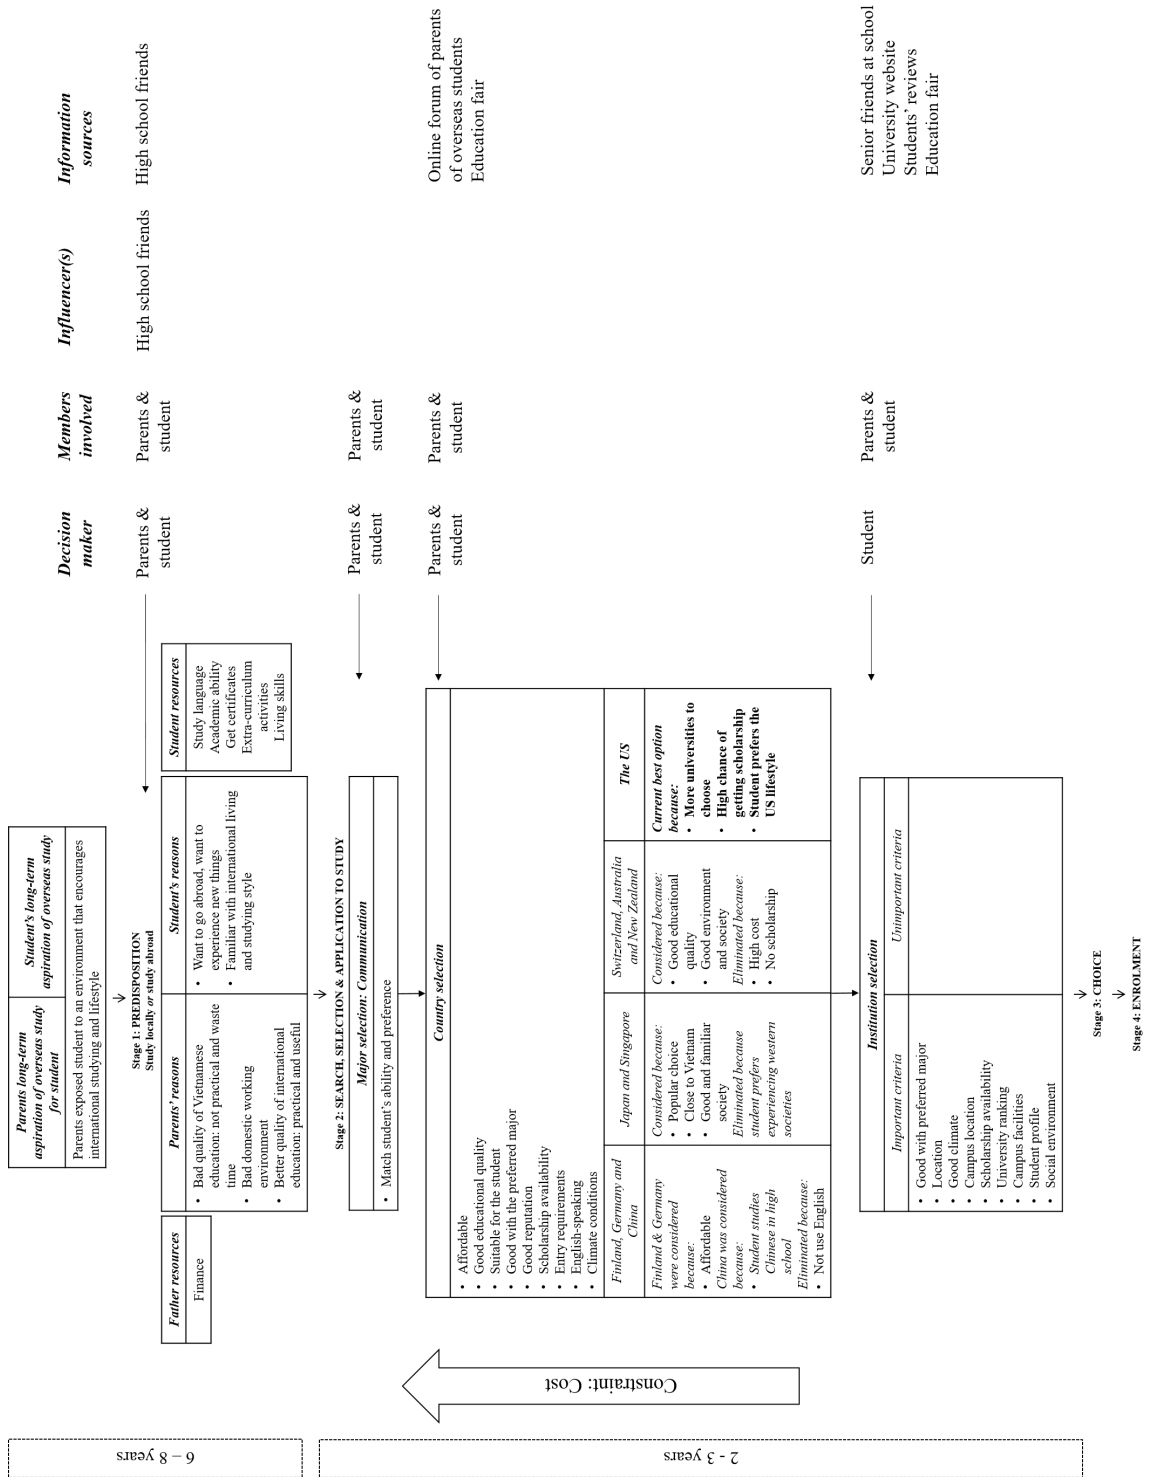 Decision
maker
Members
involved
Influencer(s)
Information
sources
6 – 8 years
2 - 3 years
Constraint: Cost
Parents long-term
aspiration of overseas study
for student
Student's long-term
aspiration of overseas study
Parents exposed student to an environment that encourages
international studying and lifestyle
Stage 1: PREDISPOSITION
Study locally or study abroad
Parents &
student
Parents &
student
High school friends
High school friends
Father resources
Finance
Parents' reasons
• Bad quality of Vietnamese
education: not practical and waste
time
• Bad domestic working
environment
• Better quality of international
education: practical and useful
Student's reasons
• Want to go abroad, want to
experience new things
• Familiar with international living
and studying style
Student resources
Study language
Academic ability
Get certificates
Extra-curriculum
activities
Living skills
Stage 2: SEARCH, SELECTION & APPLICATION TO STUDY
Major selection: Communication
• Match student's ability and preference
Parents &
student
Parents &
student
Country selection
• Affordable
• Good educational quality
• Suitable for the student
• Good with the preferred major
• Good reputation
• Scholarship availability
• Entry requirements
• English-speaking
• Climate conditions
Parents &
student
Parents &
student
Online forum of parents
of overseas students
Education fair
Finland, Germany and
China
Finland & Germany
were considered
because:
• Affordable
China was considered
because:
• Student studies
Chinese in high
school
Eliminated because:
• Not use English
Japan and Singapore
Considered because:
• Popular choice
• Close to Vietnam
• Good and familiar
society
Eliminated because
student prefers
experiencing western
societies
Switzerland, Australia
and New Zealand
Considered because:
• Good educational
quality
• Good environment
and society
Eliminated because:
• High cost
• No scholarship
The US
Current best option
because:
• More universities to
choose
• High chance of
getting scholarship
• Student prefers the
US lifestyle
Institution selection
Important criteria
• Good with preferred major
• Location
• Good climate
• Campus location
• Scholarship availability
• University ranking
• Campus facilities
• Student profile
• Social environment
Unimportant criteria
Student
Parents &
student
Senior friends at school
University website
Students' reviews
Education fair
Stage 3: CHOICE
Stage 4: ENROLMENT